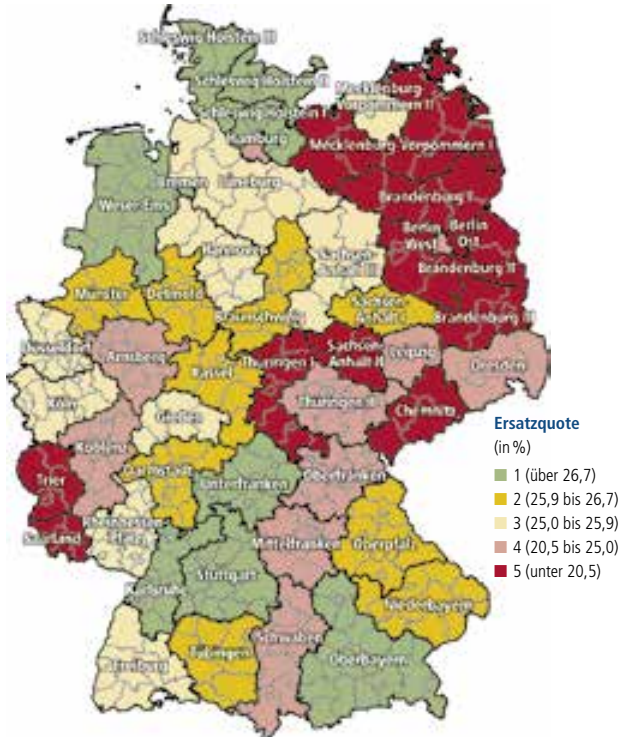 Schleswig Holstein III
Schleswig Holstein II
Schleswig Holstein I
Hamburg
Mecklenburg-
Vorpommern II
Mecklenburg-Vorpommern I
Bremen
Lüneburg
Weser-Ems
Brandenburg I
Berlin
West
Berlin
Ost
Brandenburg II
Hannover
Sachsen-
Anhalt III
Münster
Detmold
Braunschweig
Sachsen-
Anhalt I
Brandenburg III
Düsseldorf
Arnsberg
Kassel
Thüringen I
Sachsen-
Anhalt II
Leipzig
Dresden
Köln
Gießen
Thüringen II
Chemnitz
Koblenz
Trier
Darmstadt
Unterfranken
Oberfranken
Saarland
Rheinhessen-
Pfalz
Mittelfranken
Oberpfalz
Karlsruhe
Stuttgart
Niederbayern
Freiburg
Tübingen
Schwaben
Oberbayern
Ersatzquote
(in %)
1 (über 26,7)
2 (25,9 bis 26,7)
3 (25,0 bis 25,9)
4 (20,5 bis 25,0)
5 (unter 20,5)